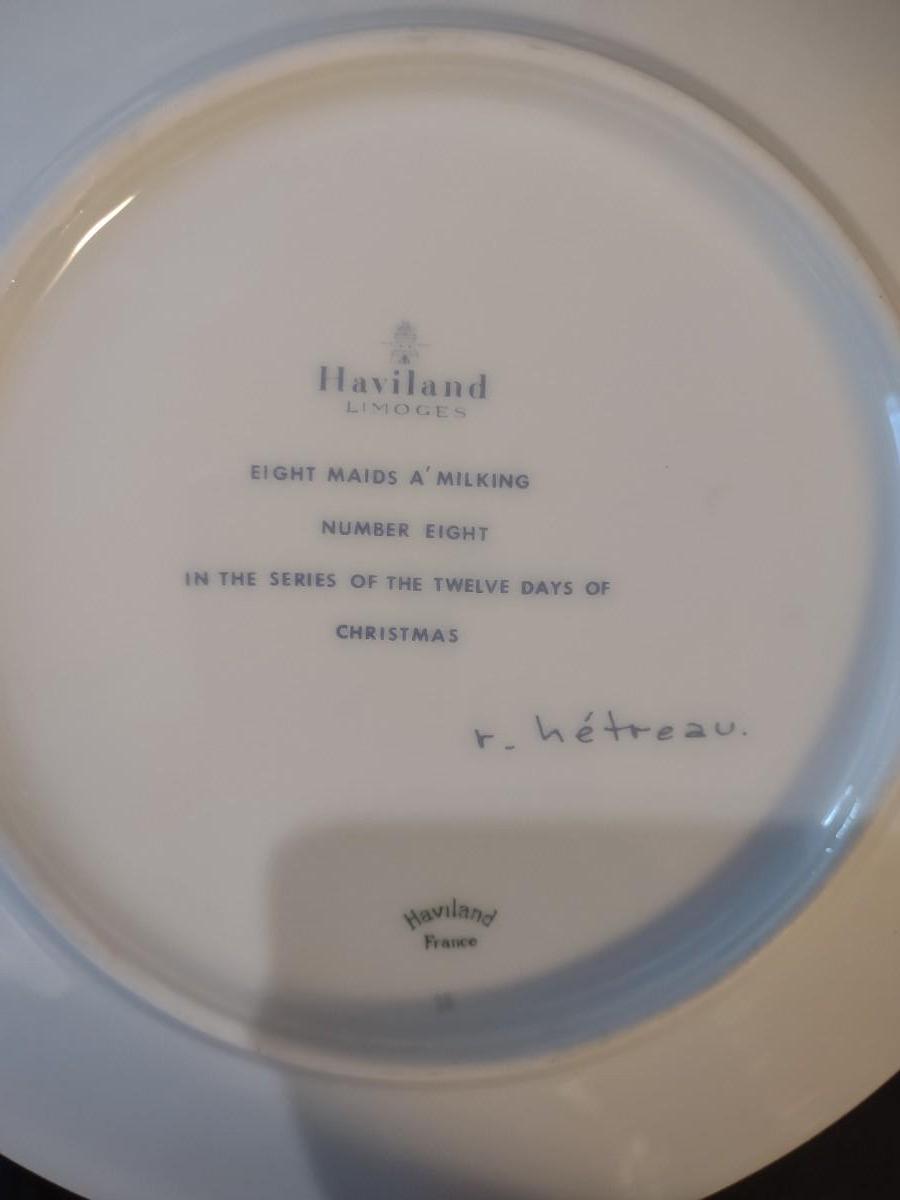 Haviland
LIMOGES
EIGHT MAIDS A' MILKING
NUMBER EIGHT
IN THE SERIES OF THE TWELVE DAYS OF
CHRISTMAS
r. hétreau.
Haviland
France